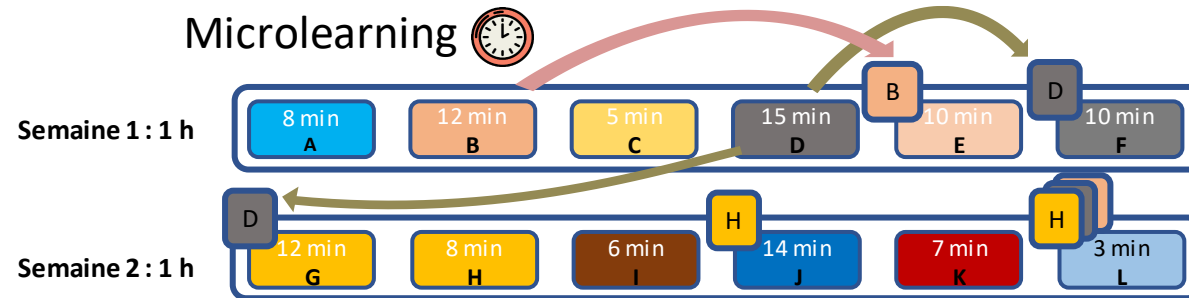 Microlearning
B
D
Semaine 1 : 1 h
8 min
A
12 min
B
5 min
C
15 min
D
10 min
E
10 min
F
D
H
H
Semaine 2 : 1 h
12 min
G
8 min
H
6 min
I
14 min
J
7 min
K
3 min
L